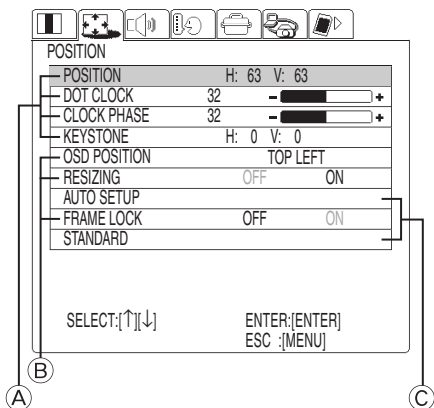 POSITION
POSITION H: 63 V: 63
DOT CLOCK 32 - +
CLOCK PHASE 32 - +
KEYSTONE H: 0 V: 0
OSD POSITION TOP LEFT
RESIZING OFF ON
AUTO SETUP
FRAME LOCK OFF ON
STANDARD
SELECT:[↑][↓] ENTER:[ENTER]
ESC :[MENU]
B
A C